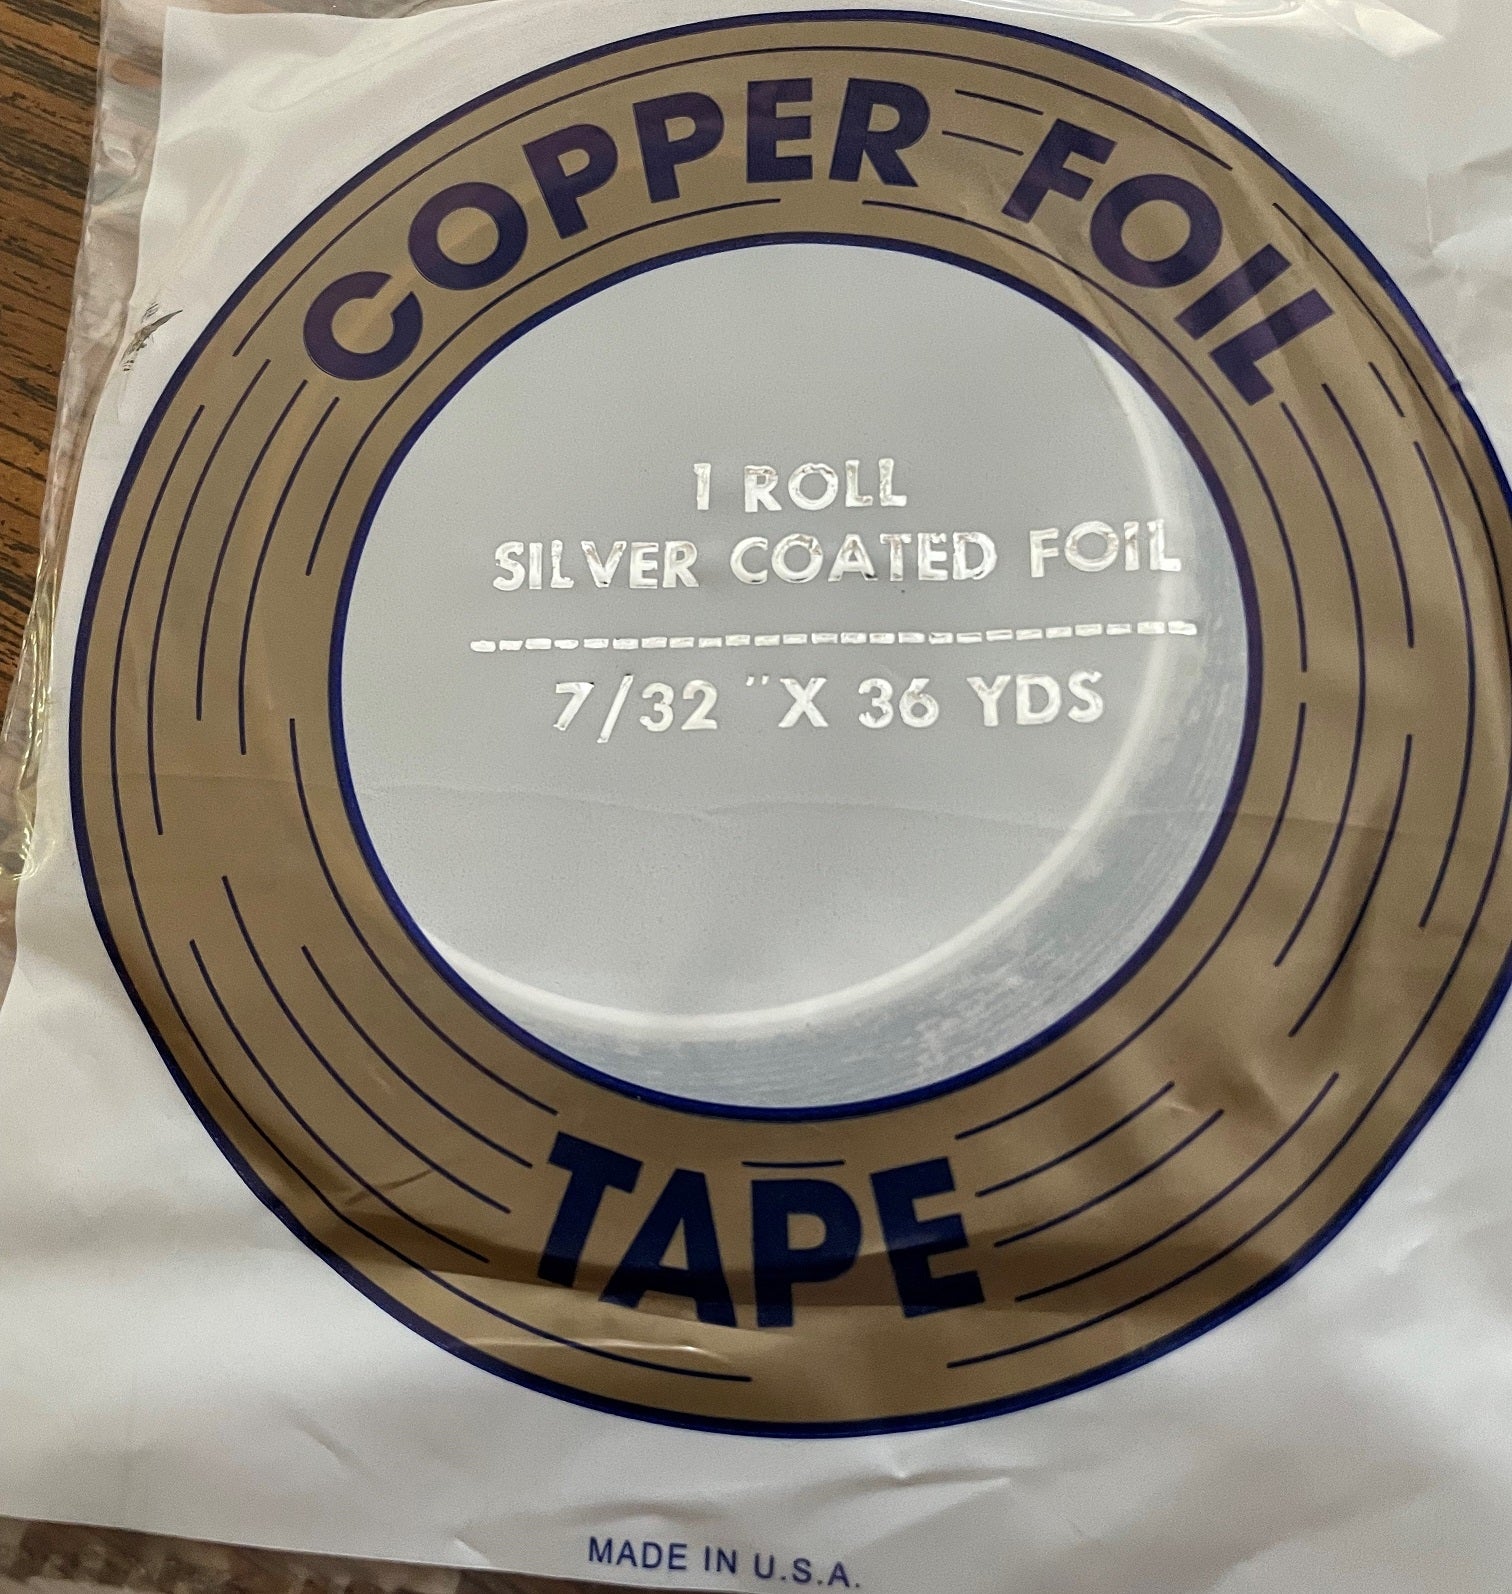 COPPER FOIL
1 ROLL
SILVER COATED FOIL
--------------------------
7/32 "X 36 YDS
TAPE
MADE IN U.S.A.